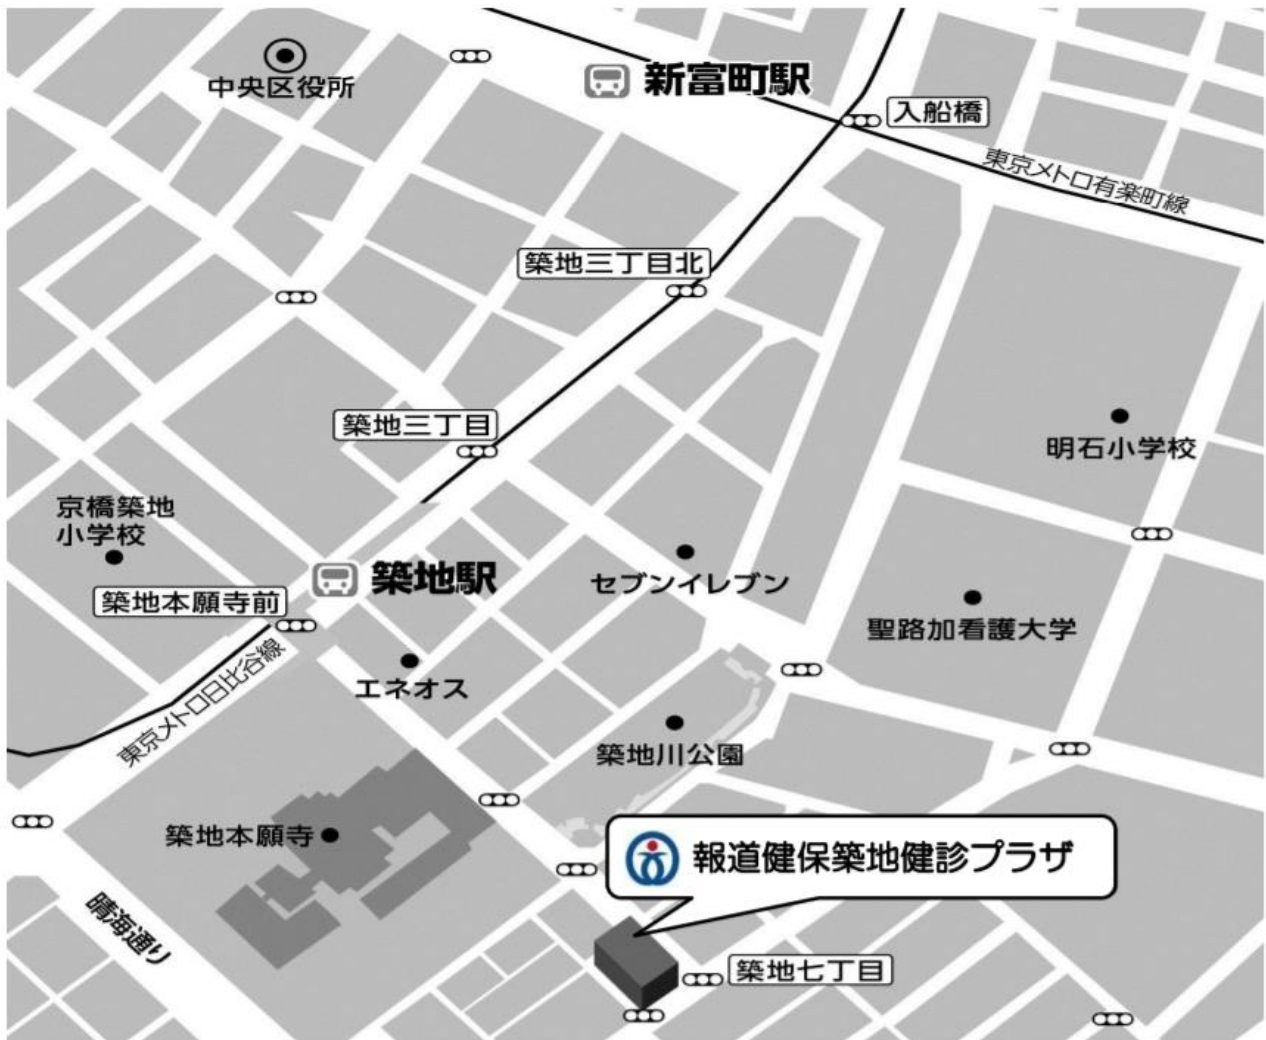 新富町駅
中央区役所
入船橋
東京メトロ有楽町線
築地三丁目北
築地三丁目
明石小学校
京橋築地
小学校
築地駅
セブンイレブン
築地本願寺前
聖路加看護大学
東京メトロ日比谷線
エネオス
築地川公園
築地本願寺
報道健保築地健診プラザ
晴海通り
築地七丁目